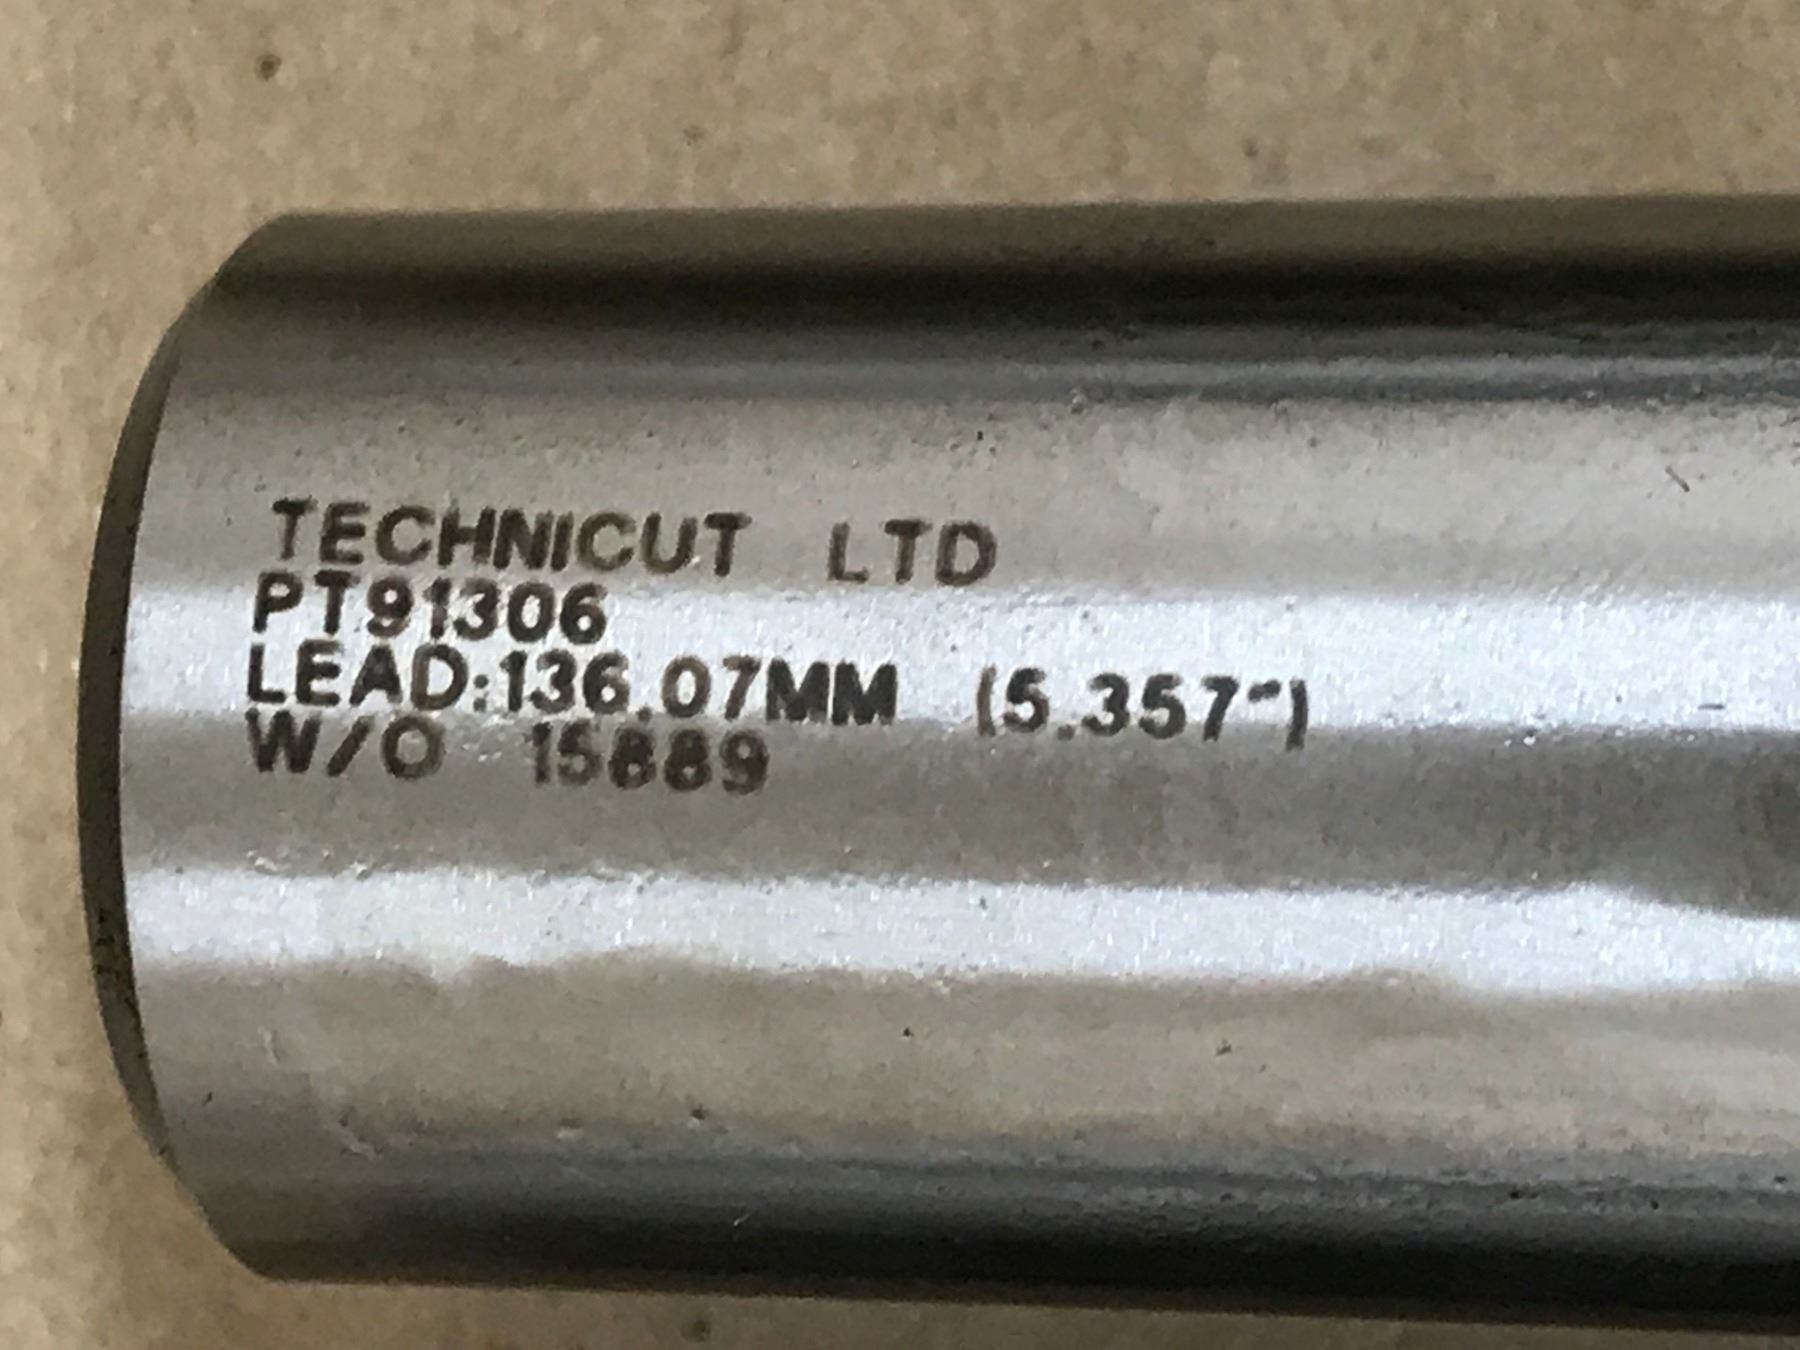 TECHNICUT LTD
PT91306
LEAD:136.07MM (5.357")
W/O 15889